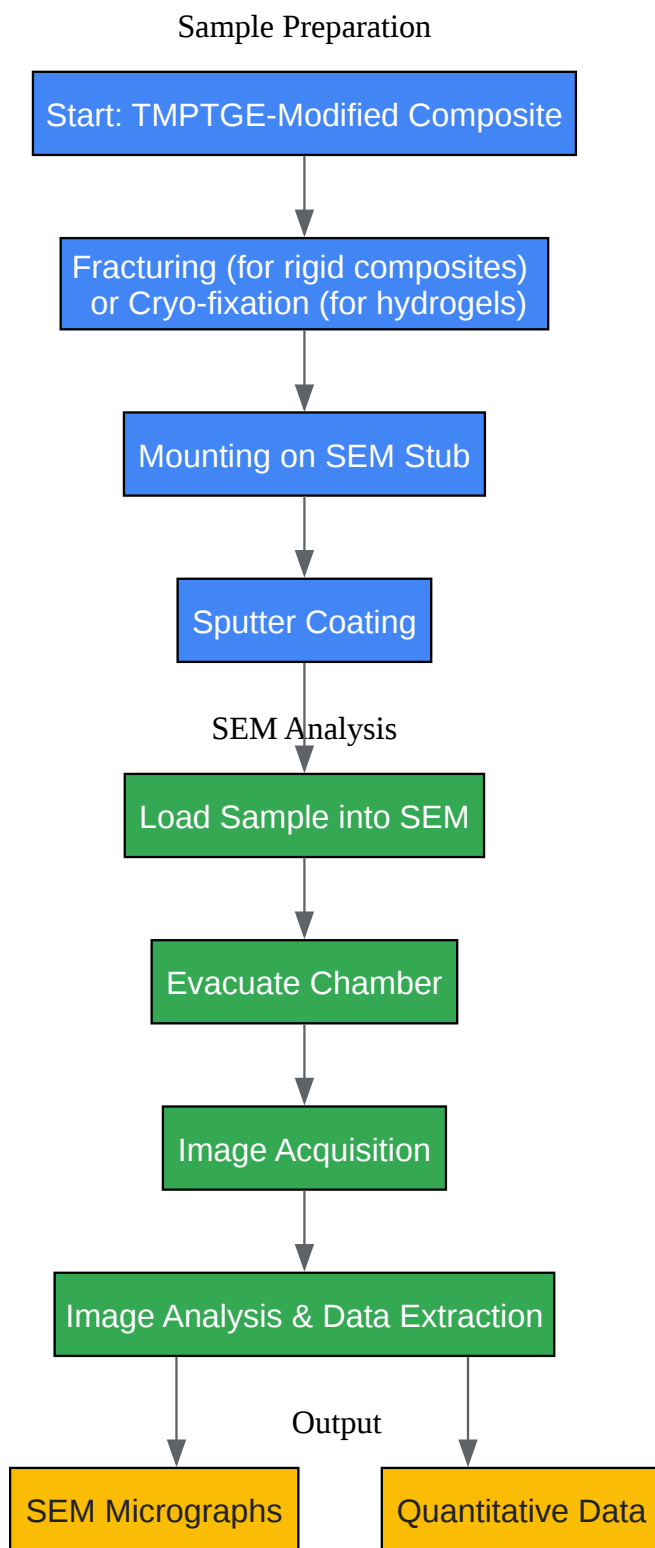 Sample Preparation
Start: TMPTGE-Modified Composite
Fracturing (for rigid composites)
or Cryo-fixation (for hydrogels)
Mounting on SEM Stub
Sputter Coating
SEM Analysis
Load Sample into SEM
Evacuate Chamber
Image Acquisition
Image Analysis & Data Extraction
Output
SEM Micrographs
Quantitative Data